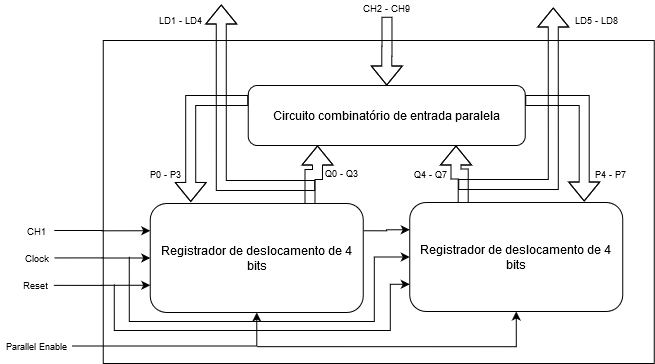 LD1 - LD4
CH2 - CH9
LD5 - LD8
Circuito combinatório de entrada paralela
P0 - P3
Q0 - Q3
Q4 - Q7
P4 - P7
CH1
Registrador de deslocamento de 4
bits
Registrador de deslocamento de 4
bits
Clock
Reset
Parallel Enable